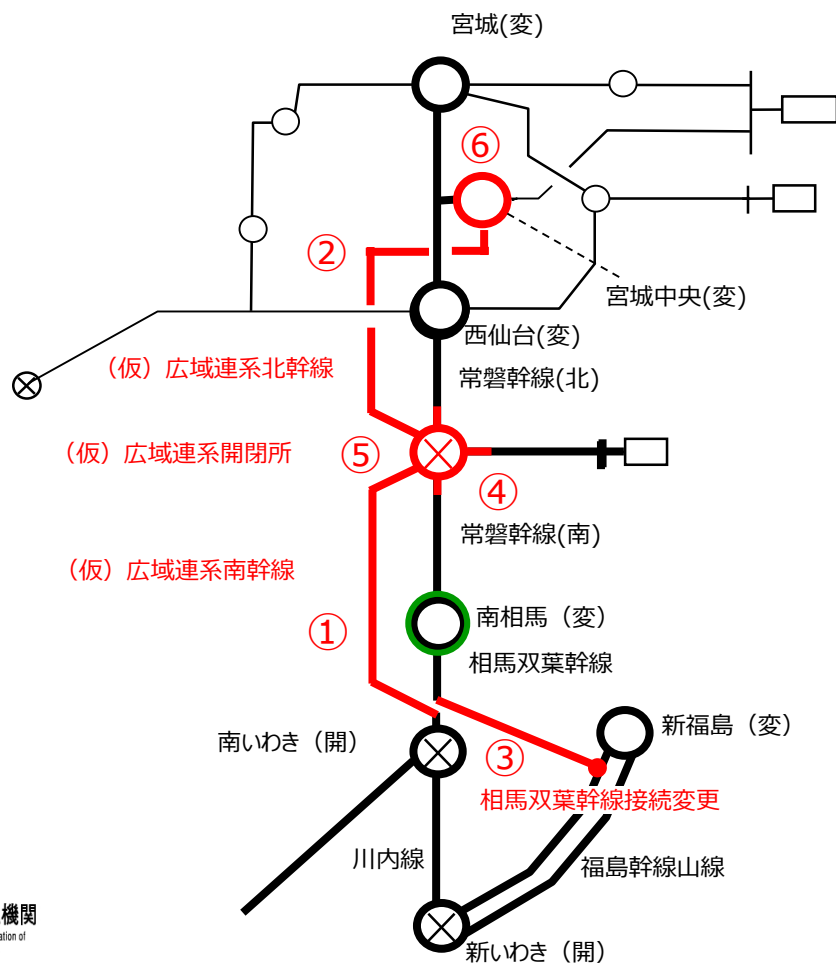 宮城(変)
⑥
②
宮城中央(変)
西仙台(変)
(仮)広域連系北幹線
常磐幹線(北)
(仮)広域連系開閉所
⑤
④
常磐幹線(南)
(仮)広域連系南幹線
①
南相馬(変)
相馬双葉幹線
新福島(変)
南いわき(開)
③
相馬双葉幹線接続変更
川内線
福島幹線山線
機関
ation of
新いわき(開)